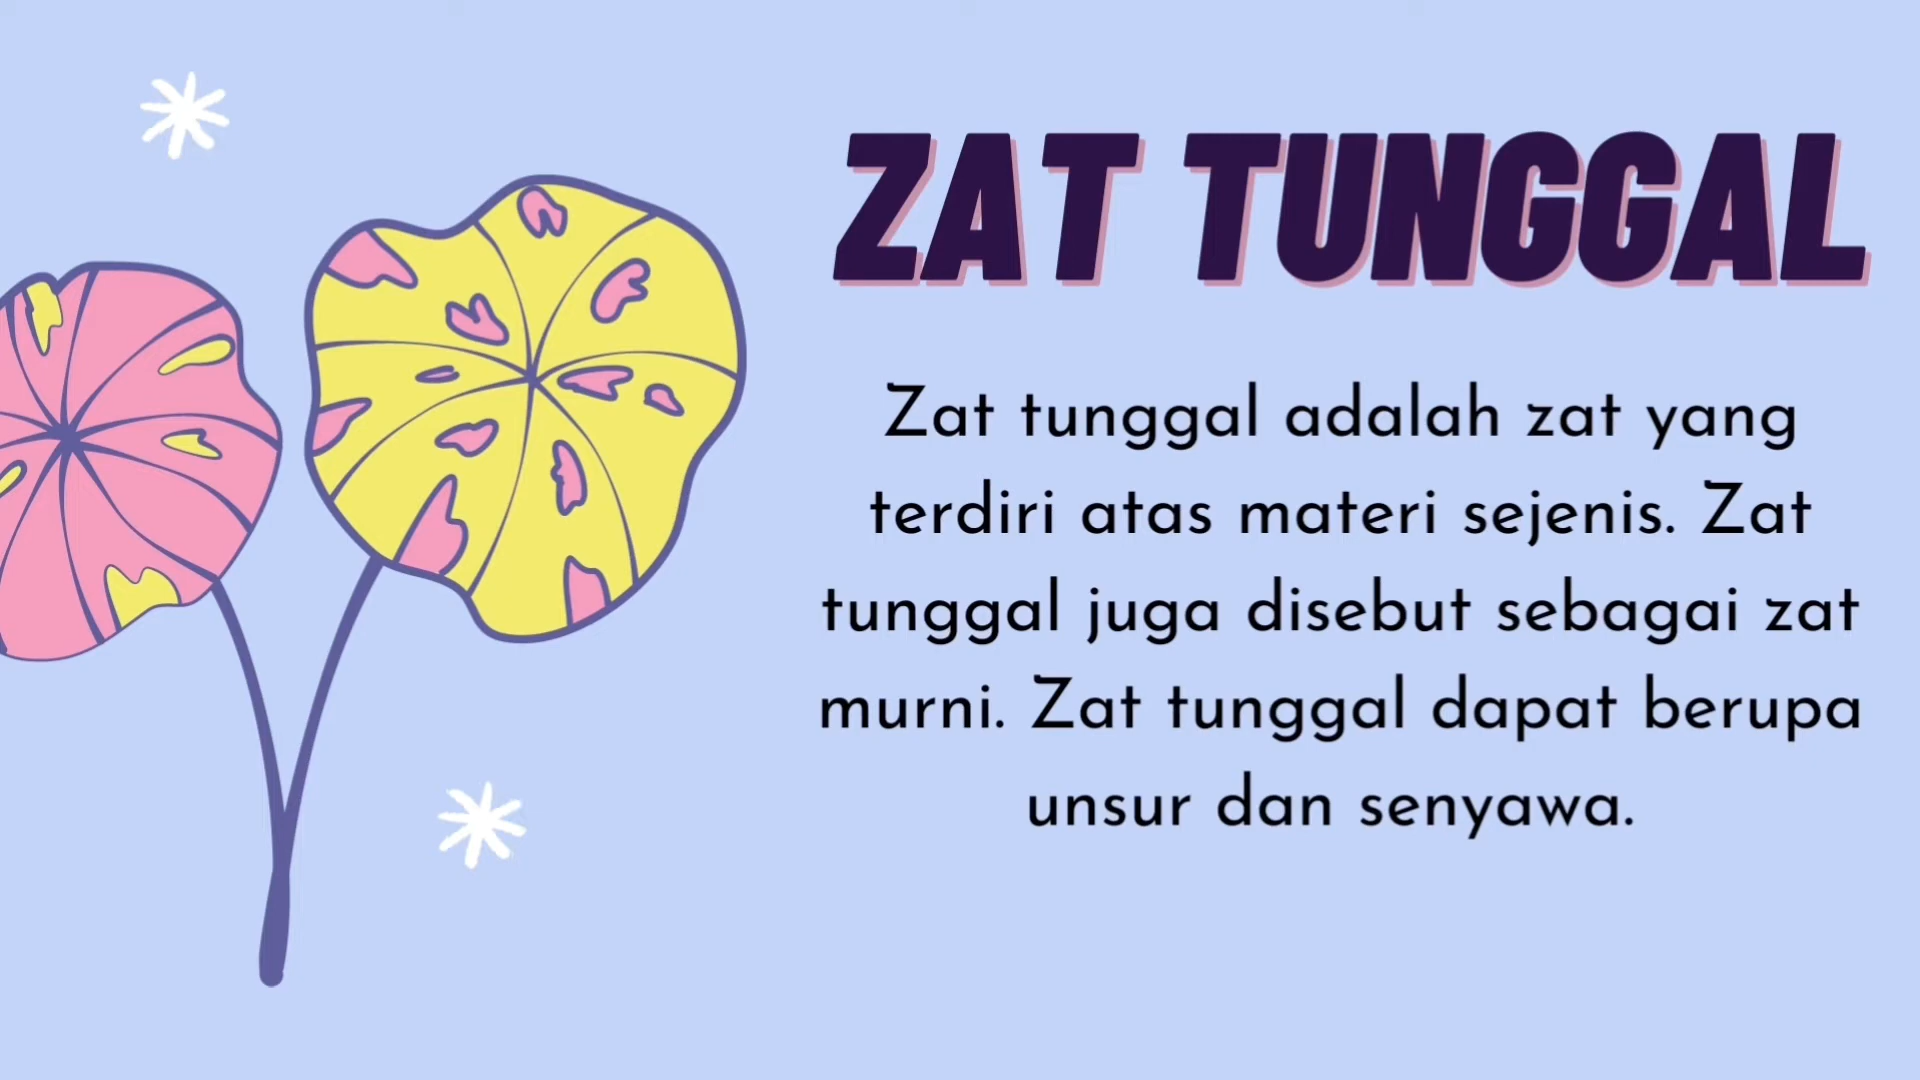 ZAT TUNGGAL
Zat tunggal adalah zat yang
terdiri atas materi sejenis. Zat
tunggal juga disebut sebagai zat
murni. Zat tunggal dapat berupa
unsur dan senyawa.